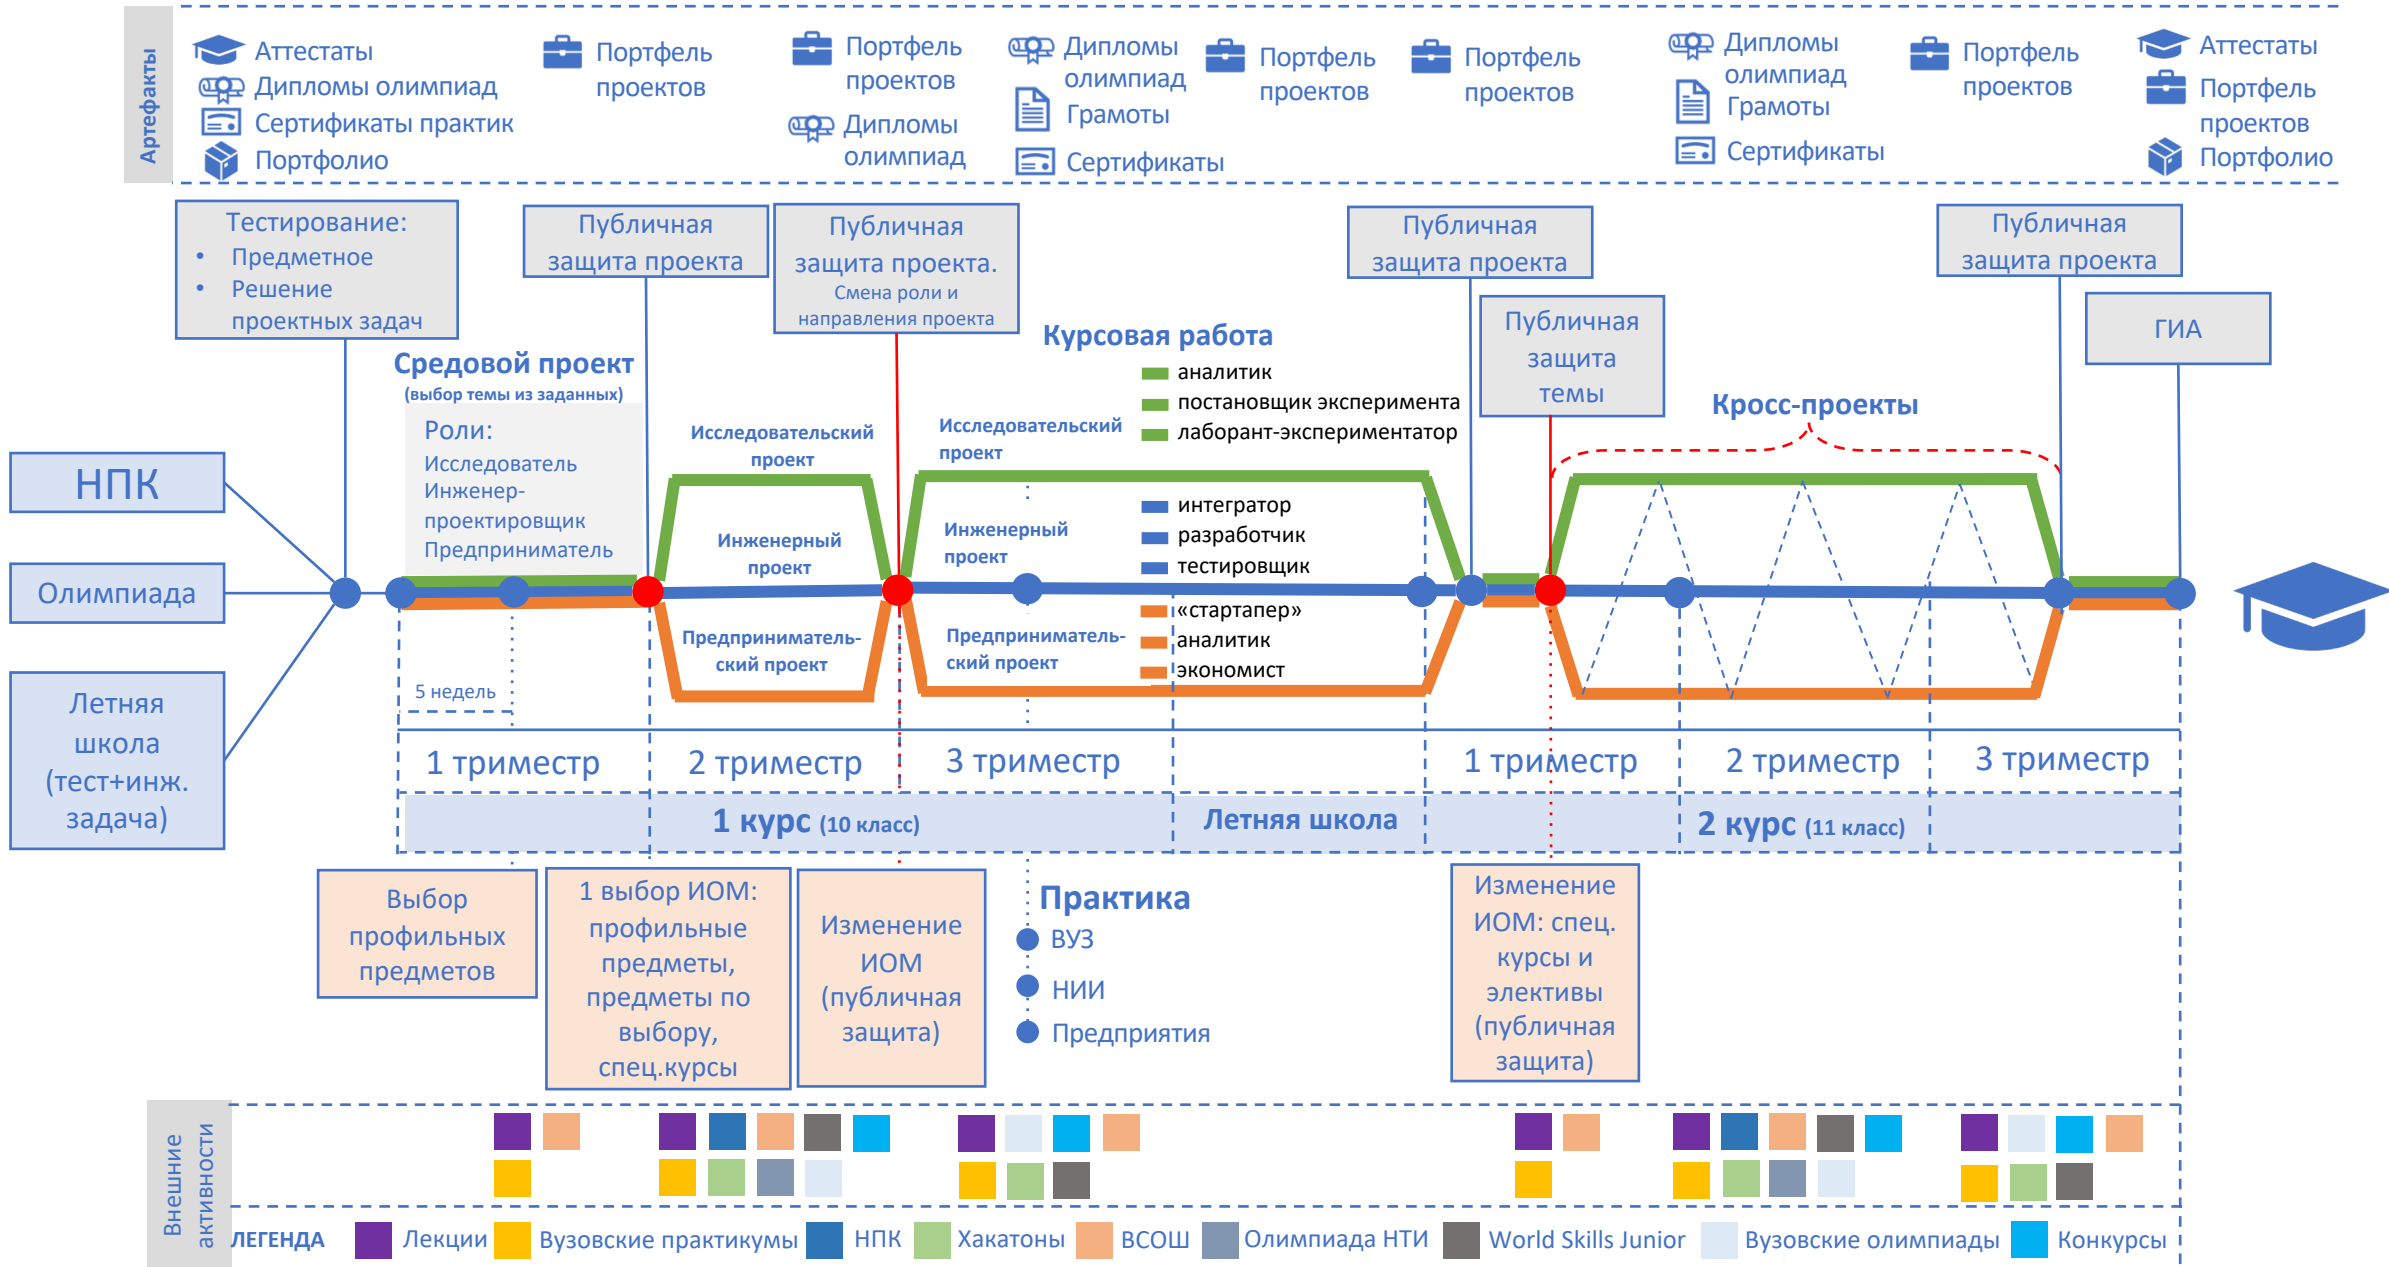 Артефакты
Аттестаты
Дипломы олимпиад
Сертификаты практик
Портфолио
Портфель
проектов
Портфель
проектов
Дипломы
олимпиад
Дипломы
олимпиад
Грамоты
Сертификаты
Портфель
проектов
Портфель
проектов
Дипломы
олимпиад
Грамоты
Сертификаты
Портфель
проектов
Аттестаты
Портфель
проектов
Портфолио
Тестирование:
• Предметное
• Решение
проектных задач
Публичная
защита проекта
Публичная
защита проекта.
Смена роли и
направления проекта
Публичная
защита проекта
Публичная
защита
темы
Публичная
защита проекта
ГИА
НПК
Олимпиада
Летняя
школа
(тест+инж.
задача)
Средовой проект
(выбор темы из заданных)
Роли:
Исследователь
Инженер-
проектировщик
Предприниматель
5 недель
Исследовательский
проект
Инженерный
проект
Предприниматель-
ский проект
Курсовая работа
Исследовательский
проект
аналитик
постановщик эксперимента
лаборант-экспериментатор
Инженерный
проект
интегратор
разработчик
тестировщик
Предприниматель-
ский проект
«стартапер»
аналитик
экономист
Кросс-проекты
1 триместр
2 триместр
3 триместр
1 триместр
2 триместр
3 триместр
1 курс (10 класс)
Летняя школа
2 курс (11 класс)
Выбор
профильных
предметов
1 выбор ИОМ:
профильные
предметы,
предметы по
выбору,
спец.курсы
Изменение
ИОМ
(публичная
защита)
Практика
ВУЗ
НИИ
Предприятия
Изменение
ИОМ: спец.
курсы и
элективы
(публичная
защита)
Внешние
активности
ЛЕГЕНДА
Лекции
Вузовские практикумы
НПК
Хакатоны
ВСОШ
Олимпиада НТИ
World Skills Junior
Вузовские олимпиады
Конкурсы